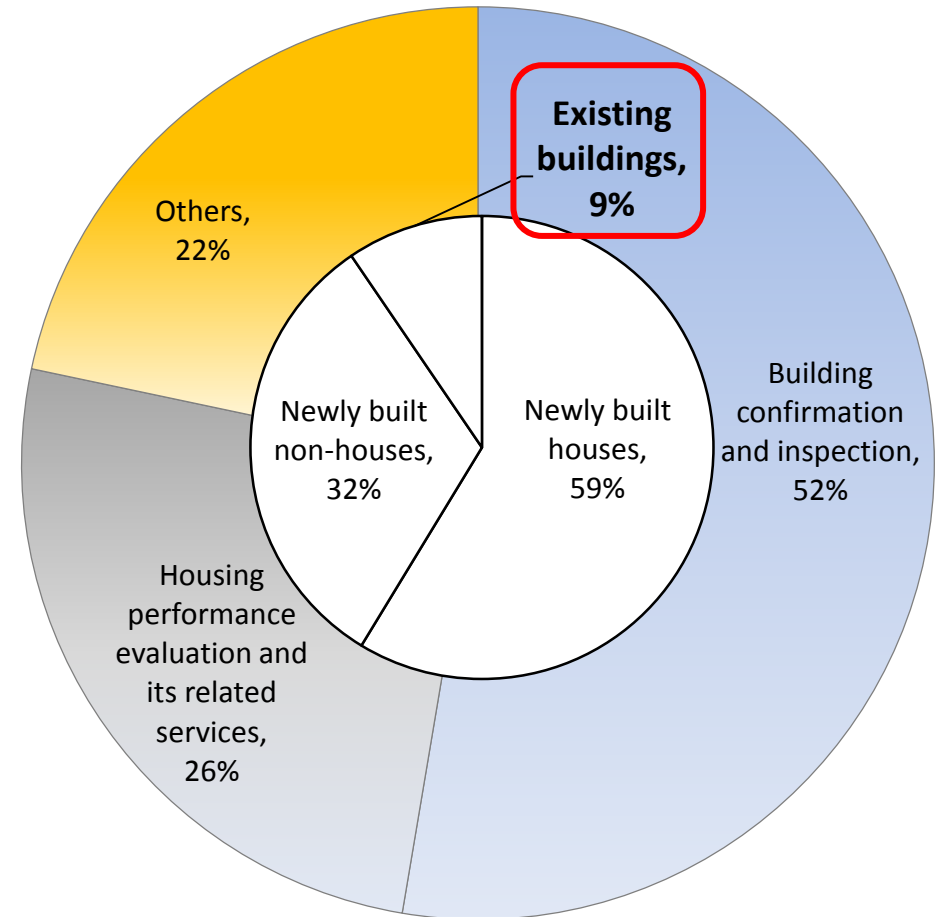 Existing
buildings,
9%
Others,
22%
Building
confirmation
and inspection,
52%
Newly built
non-houses,
32%
Newly built
houses,
59%
Housing
performance
evaluation and
its related
services,
26%